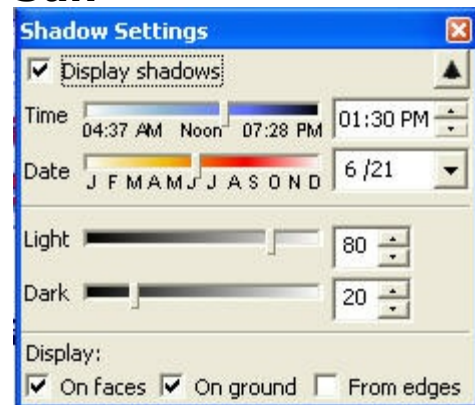 Shadow Settings
Display shadows
Time 04:37 AM Noon 07:28 PM 01:30 PM
Date J F M A M J J A S O N D 6 /21
Light 80
Dark 20
Display:
On faces On ground From edges